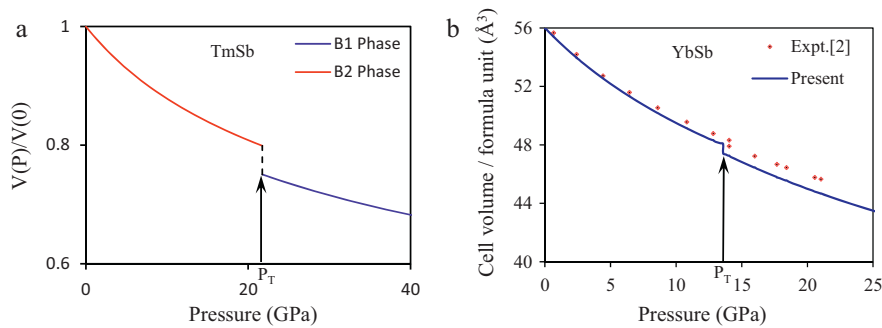 a
TmSb
B1 Phase
B2 Phase
V(P)/V(0)
1
0.8
0.6
0
20
40
P_T
Pressure (GPa)
b
YbSb
Expt.[2]
Present
Cell volume / formula unit (Å³)
56
52
48
44
40
0
5
10
15
20
25
P_T
Pressure (GPa)